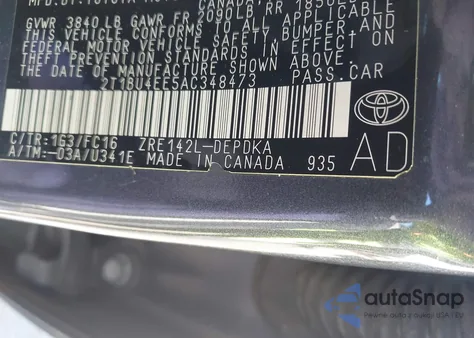 GVWR 3840 LB GAWR FR 2090LB RR
THIS VEHICLE CONFORMS TO ALL APPLICABLE
FEDERAL MOTOR VEHICLE SAFETY, BUMPER, AND
THEFT PREVENTION STANDARDS IN EFFECT ON
THE DATE OF MANUFACTURE SHOWN ABOVE.
2T1BU4EE5AC348473 PASS.CAR
C/TR: 1G3/FC16 ZRE142L-DEPDKA
A/TM: -03A/U341E MADE IN CANADA 935 AD
TOYOTA
autoSnap